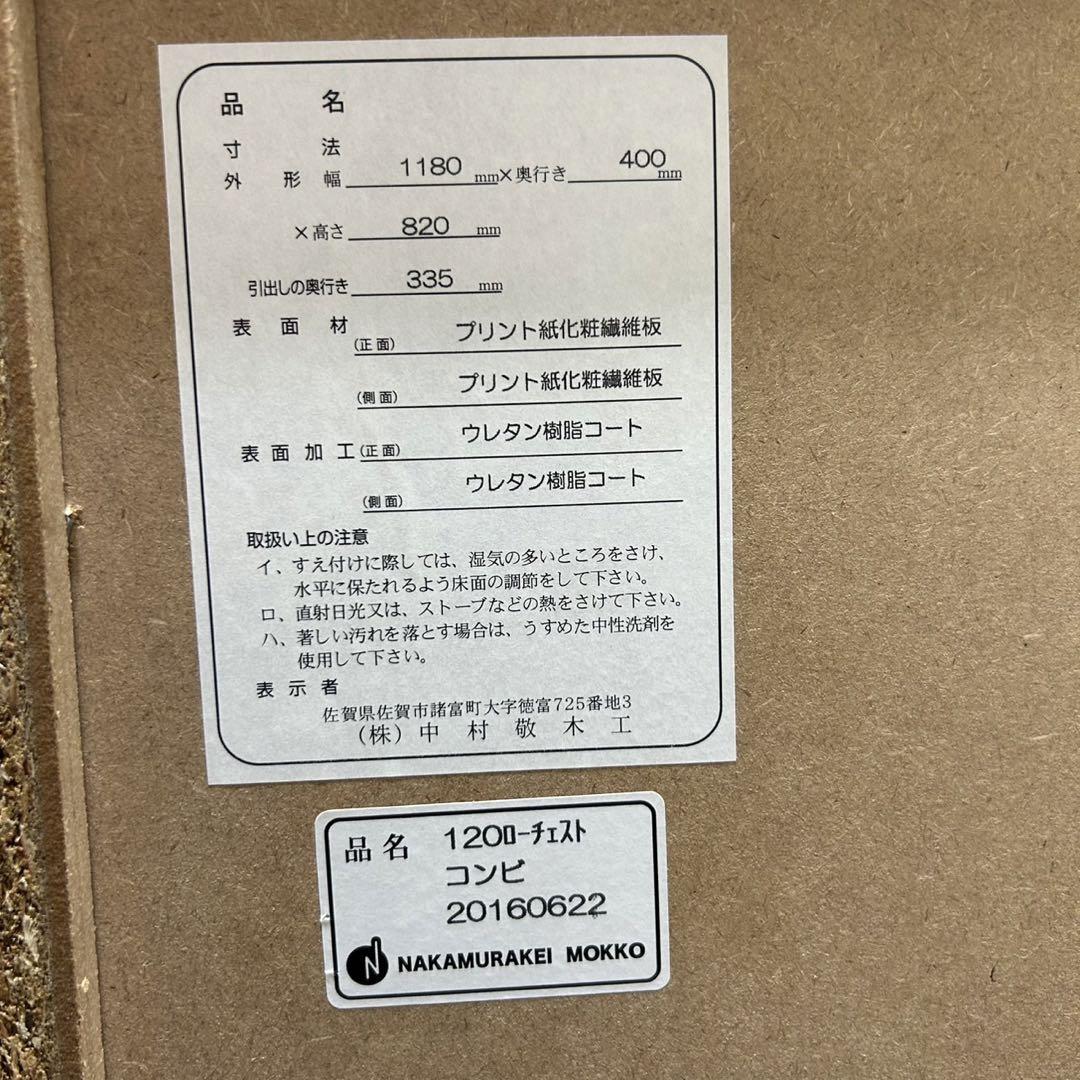 品名
寸法
外形幅 1180 mm×奥行き 400 mm
×高さ 820 mm
引出しの奥行き 335 mm
表面材 (正面) プリント紙化粧繊維板
(側面) プリント紙化粧繊維板
表面加工 (正面) ウレタン樹脂コート
(側面) ウレタン樹脂コート
取扱い上の注意
イ、すえ付けに際しては、湿気の多いところをさけ、
水平に保たれるよう床面の調節をして下さい。
ロ、直射日光又は、ストーブなどの熱をさけて下さい。
ハ、著しい汚れを落とす場合は、うすめた中性洗剤を
使用して下さい。
表示者
佐賀県佐賀市諸富町大字徳富725番地3
(株)中村敬木工
品名 120ﾛｰﾁｪｽﾄ
コンビ
20160622
NAKAMURAKEI MOKKO